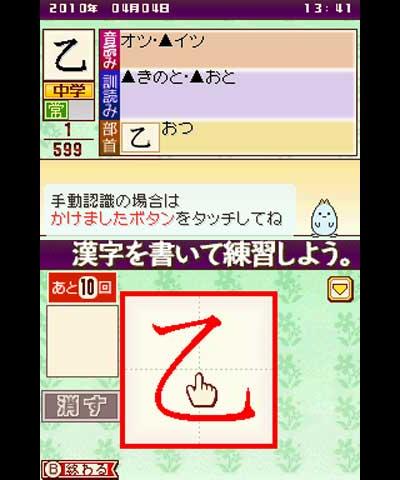 2010年 04月04日 13:41
乙
中学
常
1
599
音読み オツ・▲イツ
訓読み ▲きのと・▲おと
部首 乙 おつ
手動認識の場合は
かけましたボタンをタッチしてね
漢字を書いて練習しよう。
あと10回
乙
消す
B 終わる